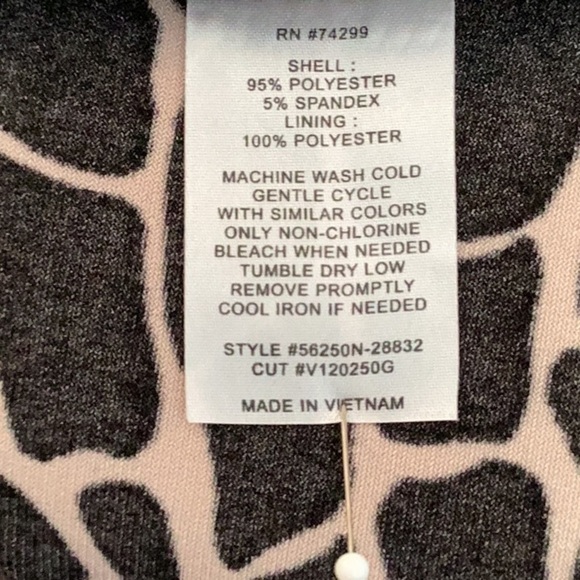 RN #74299
SHELL :
95% POLYESTER
5% SPANDEX
LINING :
100% POLYESTER
MACHINE WASH COLD
GENTLE CYCLE
WITH SIMILAR COLORS
ONLY NON-CHLORINE
BLEACH WHEN NEEDED
TUMBLE DRY LOW
REMOVE PROMPTLY
COOL IRON IF NEEDED
STYLE #56250N-28832
CUT #V120250G
MADE IN VIETNAM